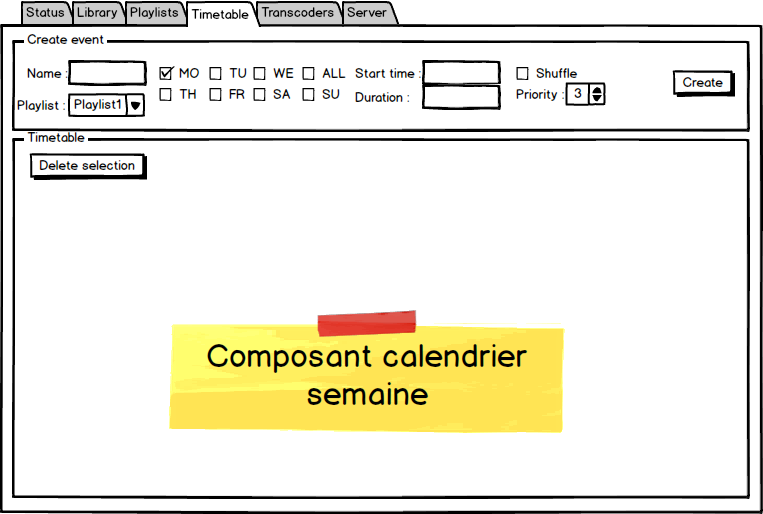 Status Library Playlists Timetable Transcoders Server
Create event
Name : MO TU WE ALL Start time : Shuffle
Playlist : Playlist1 TH FR SA SU Duration : Priority : 3 Create
Timetable
Delete selection
Composant calendrier
semaine